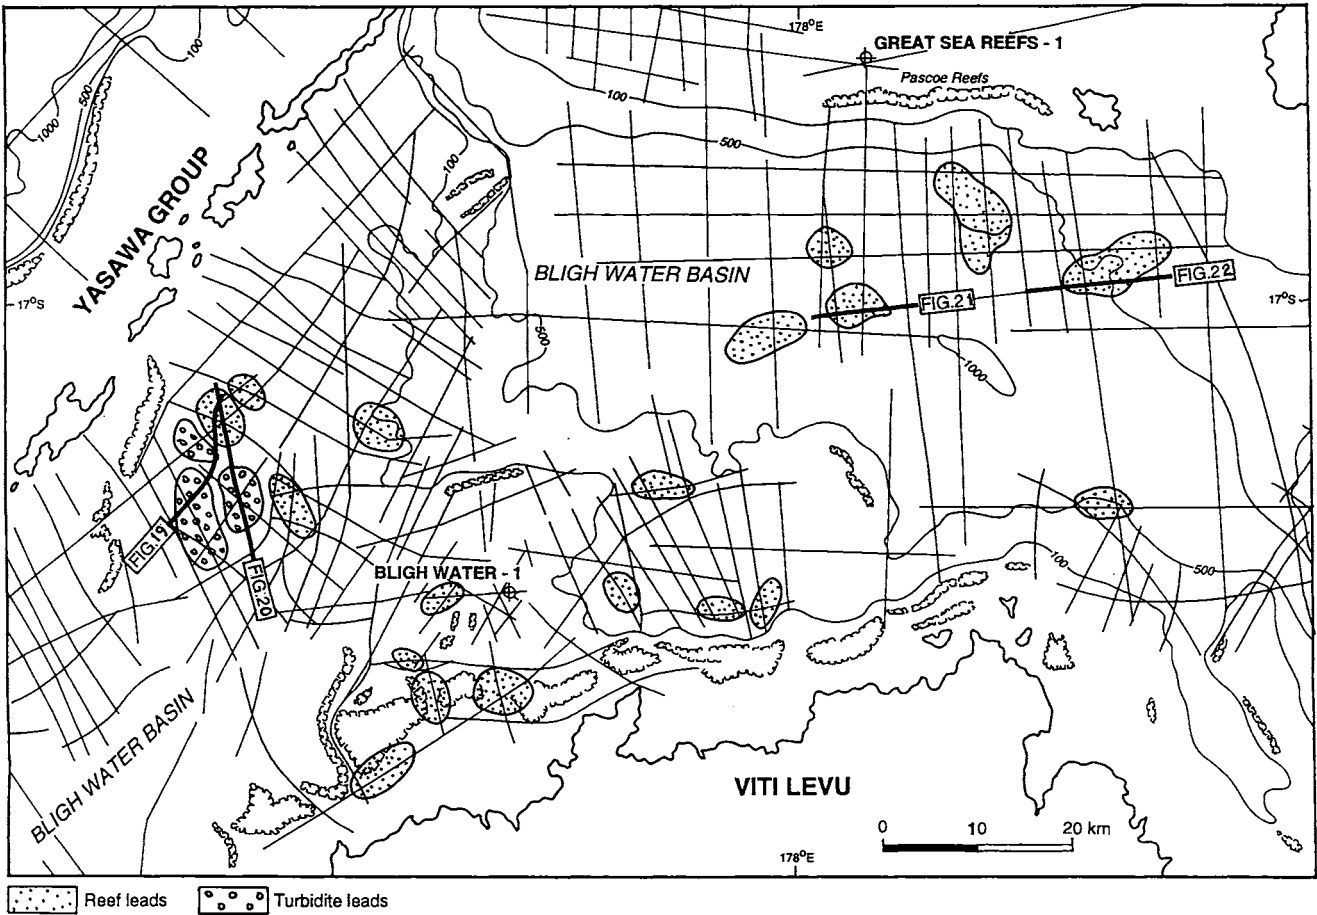 178°E
GREAT SEA REEFS - 1
Pascoe Reefs
100
500
1000
100
500
100
YASAWA GROUP
BLIGH WATER BASIN
FIG.22
FIG.21
17°S
17°S
500
1000
FIG.19
FIG.20
BLIGH WATER - 1
100
500
BLIGH WATER BASIN
VITI LEVU
0 10 20 km
178°E
Reef leads
Turbidite leads